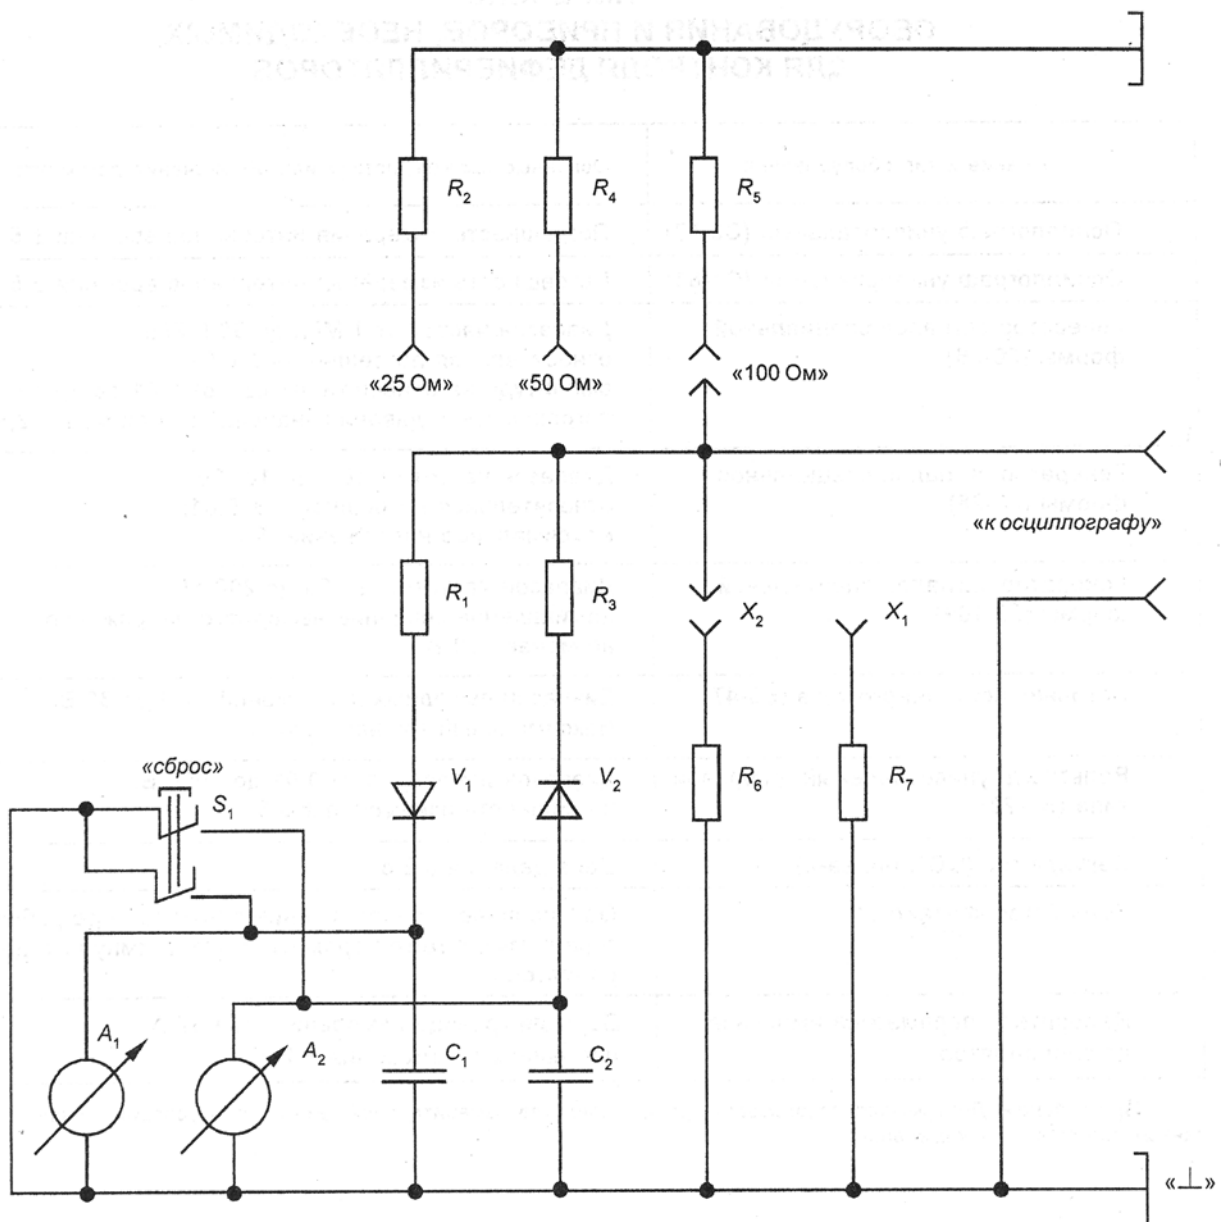 R2
R4
R5
«25 Ом»
«50 Ом»
«100 Ом»
«к осциллографу»
R1
R3
X2
X1
«сброс»
S1
V1
V2
R6
R7
A1
A2
C1
C2
«⊥»